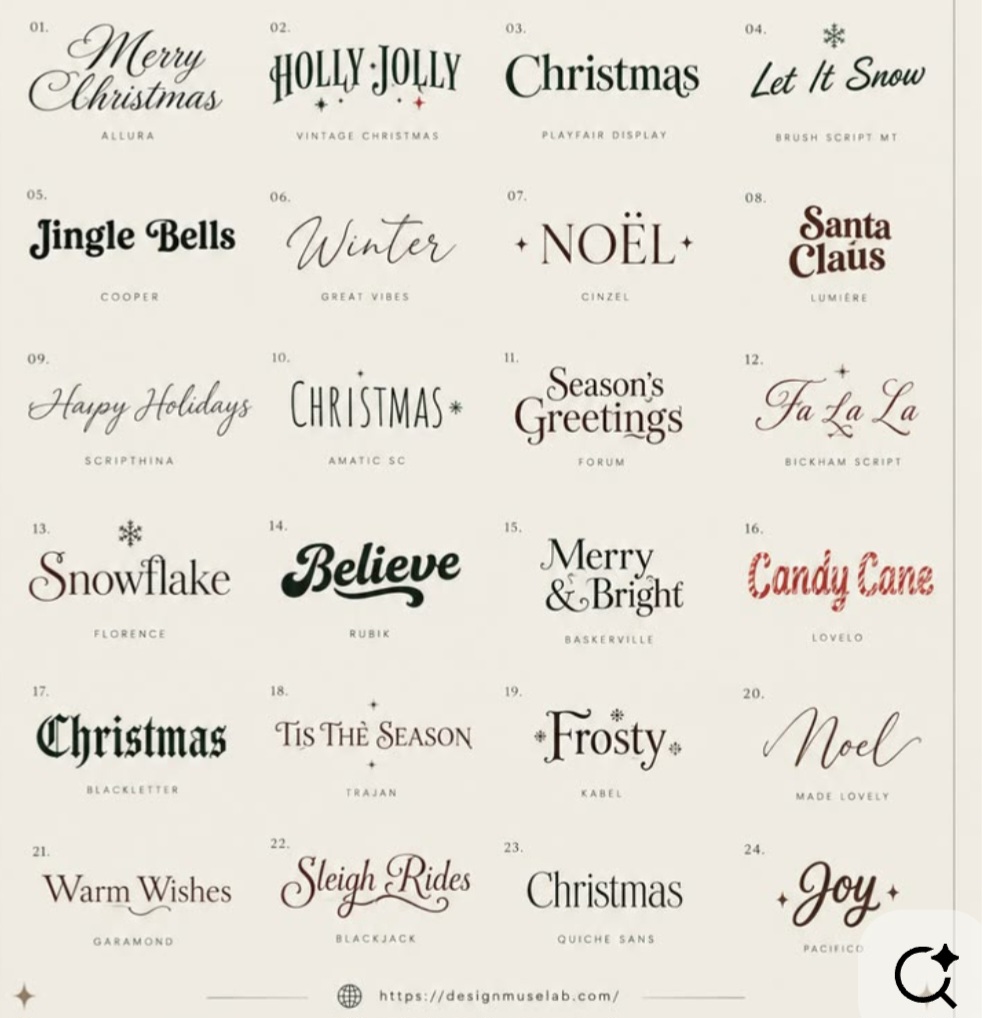 01.
Merry
Christmas
ALLURA
02.
HOLLY·JOLLY
VINTAGE CHRISTMAS
03.
Christmas
PLAYFAIR DISPLAY
04.
Let It Snow
BRUSH SCRIPT MT
05.
Jingle Bells
COOPER
06.
Winter
GREAT VIBES
07.
NOËL
CINZEL
08.
Santa
Claus
LUMIÈRE
09.
Happy Holidays
SCRIPTHINA
10.
CHRISTMAS
AMATIC SC
11.
Season's
Greetings
FORUM
12.
Fa La La
BICKHAM SCRIPT
13.
Snowflake
FLORENCE
14.
Believe
RUBIK
15.
Merry
& Bright
BASKERVILLE
16.
Candy Cane
LOVELO
17.
Christmas
BLACKLETTER
18.
TIS THÈ SEASON
TRAJAN
19.
Frosty
KABEL
20.
Noel
MADE LOVELY
21.
Warm Wishes
GARAMOND
22.
Sleigh Rides
BLACKJACK
23.
Christmas
QUICHE SANS
24.
Joy
PACIFICO
https://designmuselab.com/